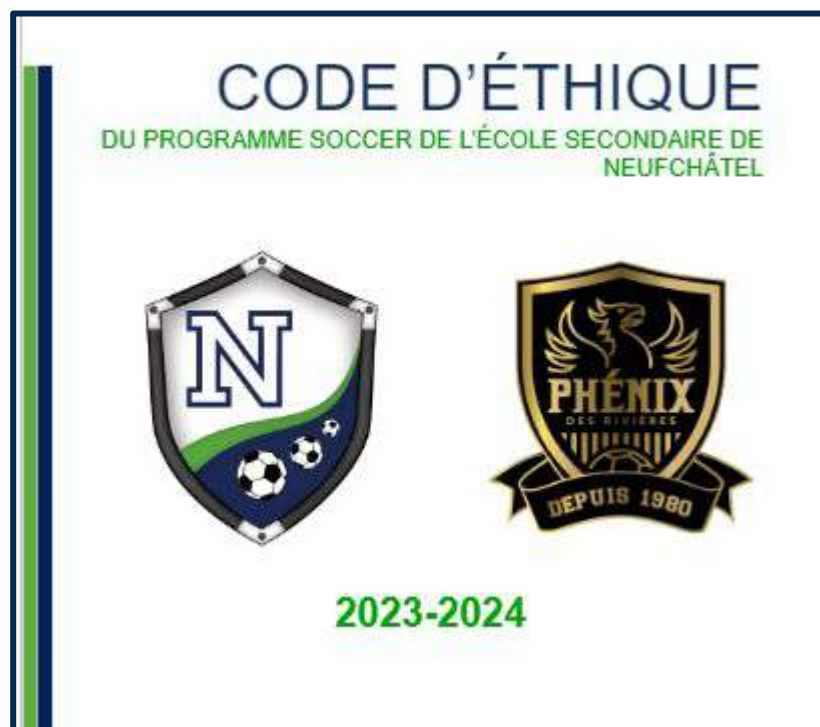 CODE D'ÉTHIQUE
DU PROGRAMME SOCCER DE L'ÉCOLE SECONDAIRE DE
NEUFCHÂTEL
N
PHÉNIX
DES RIVIÈRES
DEPUIS 1980
2023-2024